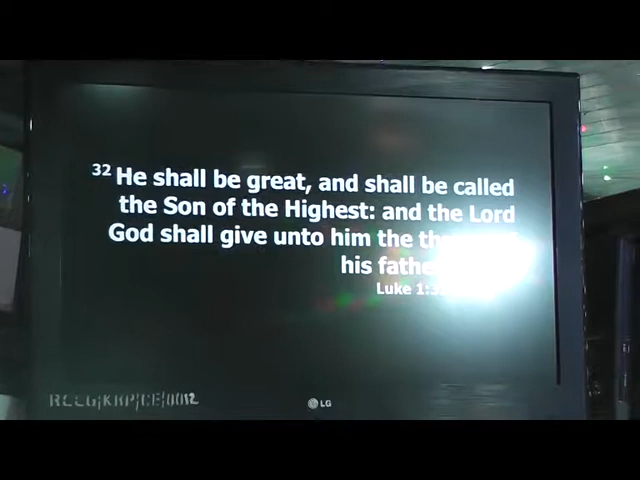 32 He shall be great, and shall be called
the Son of the Highest: and the Lord
God shall give unto him the
his
Luke
LG